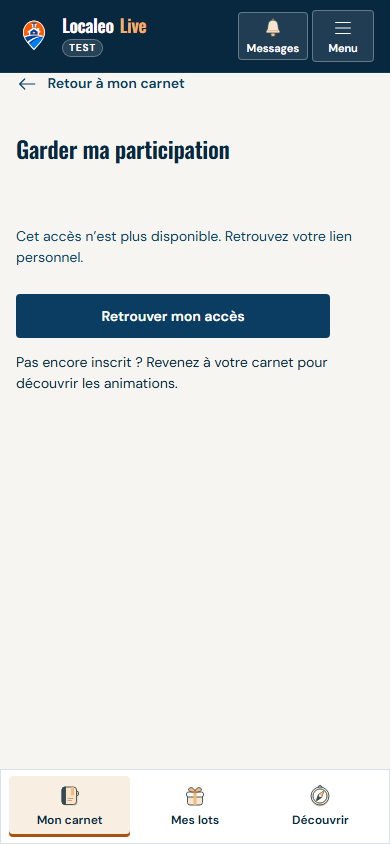 Localeo Live
TEST
Messages
Menu
Retour à mon carnet
Garder ma participation
Cet accès n’est plus disponible. Retrouvez votre lien
personnel.
Retrouver mon accès
Pas encore inscrit ? Revenez à votre carnet pour
découvrir les animations.
Mon carnet
Mes lots
Découvrir